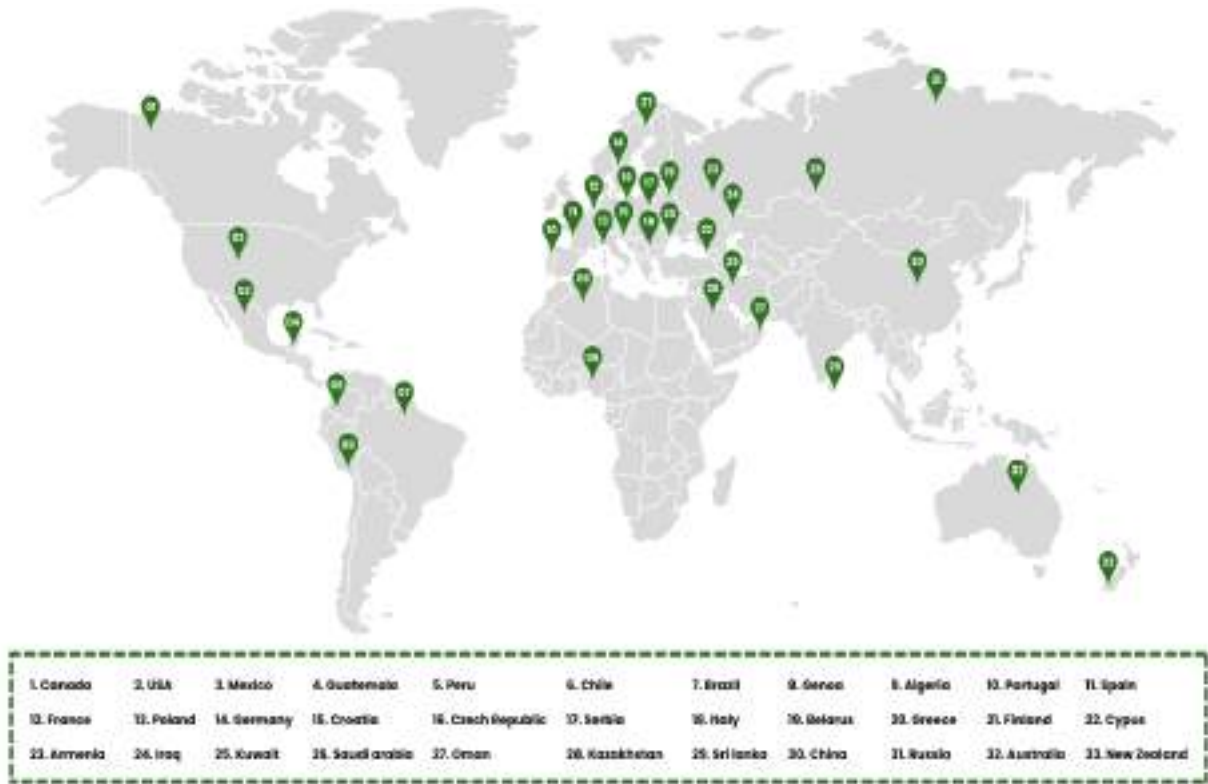 1. Canada 2. USA 3. Mexico 4. Guatemala 5. Peru 6. Chile 7. Brazil 8. Genoa 9. Algeria 10. Portugal 11. Spain
12. France 13. Poland 14. Germany 15. Croatia 16. Czech Republic 17. Serbia 18. Italy 19. Belarus 20. Greece 21. Finland 22. Cypus
23. Armenia 24. Iraq 25. Kuwait 26. Saudi arabia 27. Oman 28. Kazakhstan 29. Sri lanka 30. China 31. Russia 32. Australia 33. New Zealand